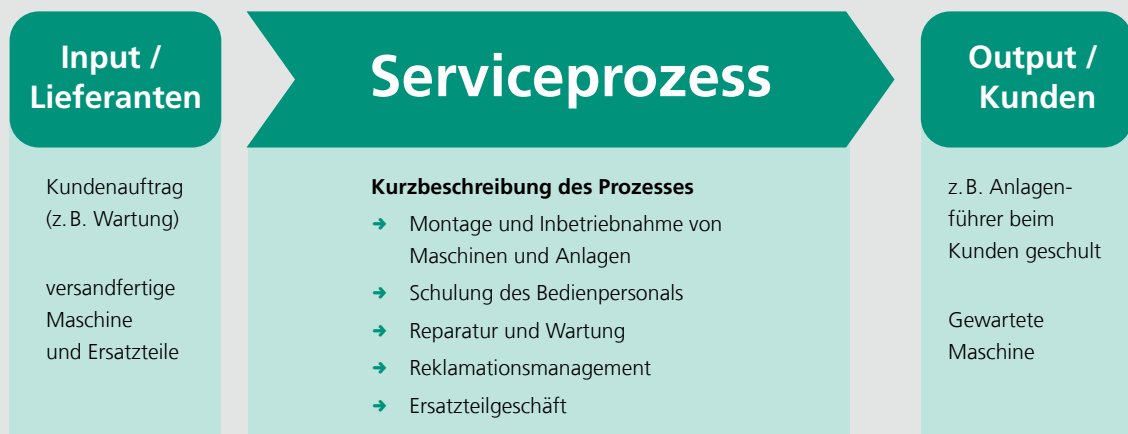 Input /
Lieferanten
Kundenauftrag
(z. B. Wartung)
versandfertige
Maschine
und Ersatzteile
Serviceprozess
Kurzbeschreibung des Prozesses
➔ Montage und Inbetriebnahme von
Maschinen und Anlagen
➔ Schulung des Bedienpersonals
➔ Reparatur und Wartung
➔ Reklamationsmanagement
➔ Ersatzteilgeschäft
Output /
Kunden
z. B. Anlagen-
führer beim
Kunden geschult
Gewartete
Maschine